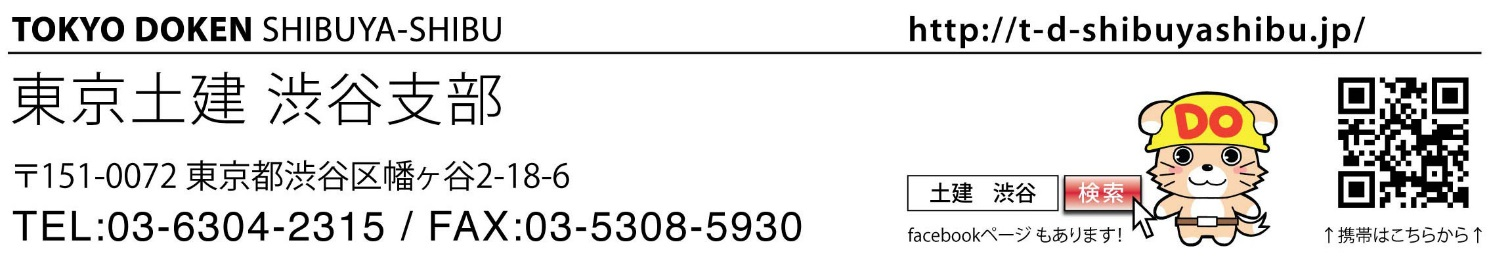 TOKYO DOKEN SHIBUYA-SHIBU
http://t-d-shibuyashibu.jp/
東京土建 渋谷支部
〒151-0072 東京都渋谷区幡ヶ谷2-18-6
TEL:03-6304-2315 / FAX:03-5308-5930
DO
土建　渋谷
検索
facebookページ もあります!
↑携帯はこちらから↑